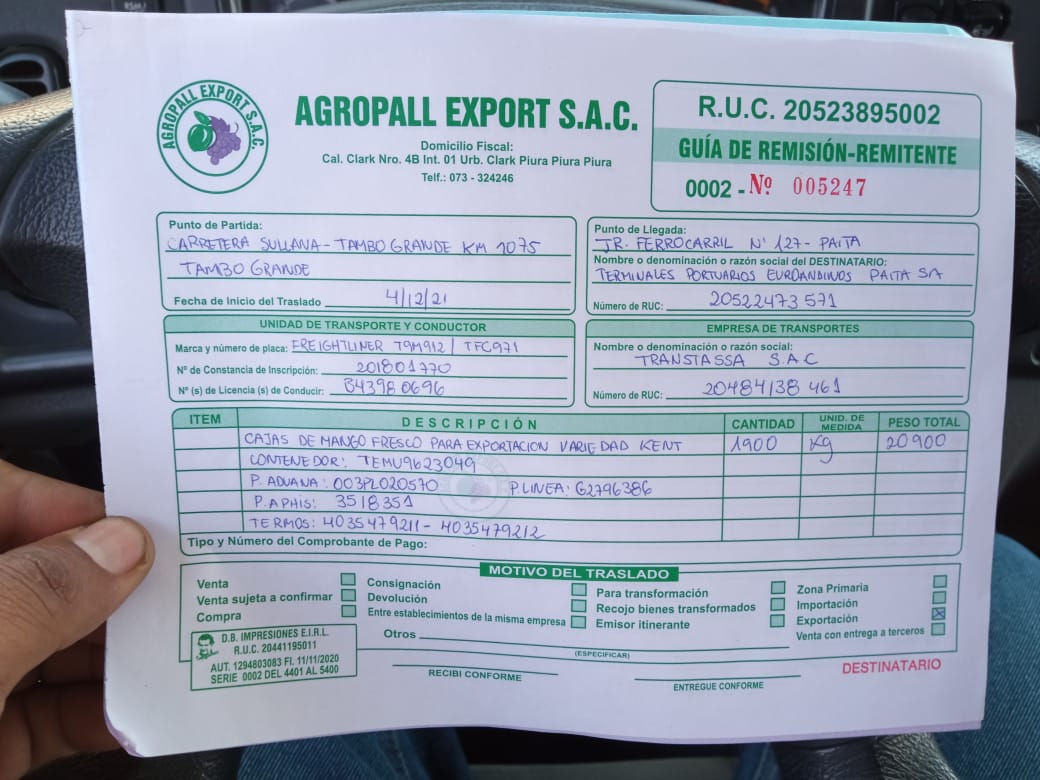 AGROPALL EXPORT S.A.C.
AGROPALL EXPORT S.A.C.
Domicilio Fiscal:
Cal. Clark Nro. 4B Int. 01 Urb. Clark Piura Piura Piura
Telf.: 073 - 324246
R.U.C. 20523895002
GUÍA DE REMISIÓN-REMITENTE
0002 - Nº 005247
Punto de Partida:
CARRETERA SULLANA - TAMBO GRANDE KM 1075
TAMBO GRANDE
Fecha de Inicio del Traslado 4/12/21
Punto de Llegada:
JR. FERROCARRIL N° 127 - PAITA
Nombre o denominación o razón social del DESTINATARIO:
TERMINALES PORTUARIOS EUROANDINOS PAITA SA
Número de RUC: 20522473571
UNIDAD DE TRANSPORTE Y CONDUCTOR
Marca y número de placa: FREIGHTLINER T9M912 / TFC971
Nº de Constancia de Inscripción: 201801770
Nº (s) de Licencia (s) de Conducir: B43980696
EMPRESA DE TRANSPORTES
Nombre o denominación o razón social:
TRANSTASSA S.A.C
Número de RUC: 20484138461
ITEM DESCRIPCIÓN CANTIDAD UNID. DE MEDIDA PESO TOTAL
CAJAS DE MANGO FRESCO PARA EXPORTACION VARIEDAD KENT 1900 Kg 20900
CONTENEDOR: TEMU9623049
P. ADUANA: 003PL020570 P.LINEA: 62796386
P.APHIS: 3518351
TERMOS: 4035479211 - 4035479212
Tipo y Número del Comprobante de Pago:
MOTIVO DEL TRASLADO
Venta
Venta sujeta a confirmar
Compra
Consignación
Devolución
Entre establecimientos de la misma empresa
Para transformación
Recojo bienes transformados
Emisor itinerante
Zona Primaria
Importación
Exportación X
Venta con entrega a terceros
Otros
(ESPECIFICAR)
D.B. IMPRESIONES E.I.R.L.
R.U.C. 20441195011
AUT. 1294803083 FI. 11/11/2020
SERIE 0002 DEL 4401 AL 5400
RECIBI CONFORME
ENTREGUE CONFORME
DESTINATARIO